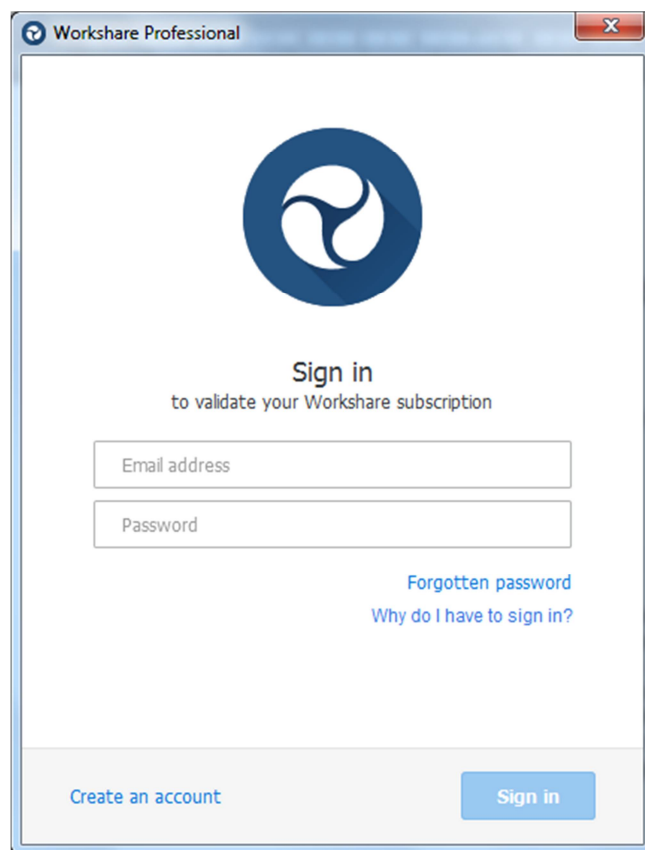 Workshare Professional
Sign in
to validate your Workshare subscription
Email address
Password
Forgotten password
Why do I have to sign in?
Create an account
Sign in